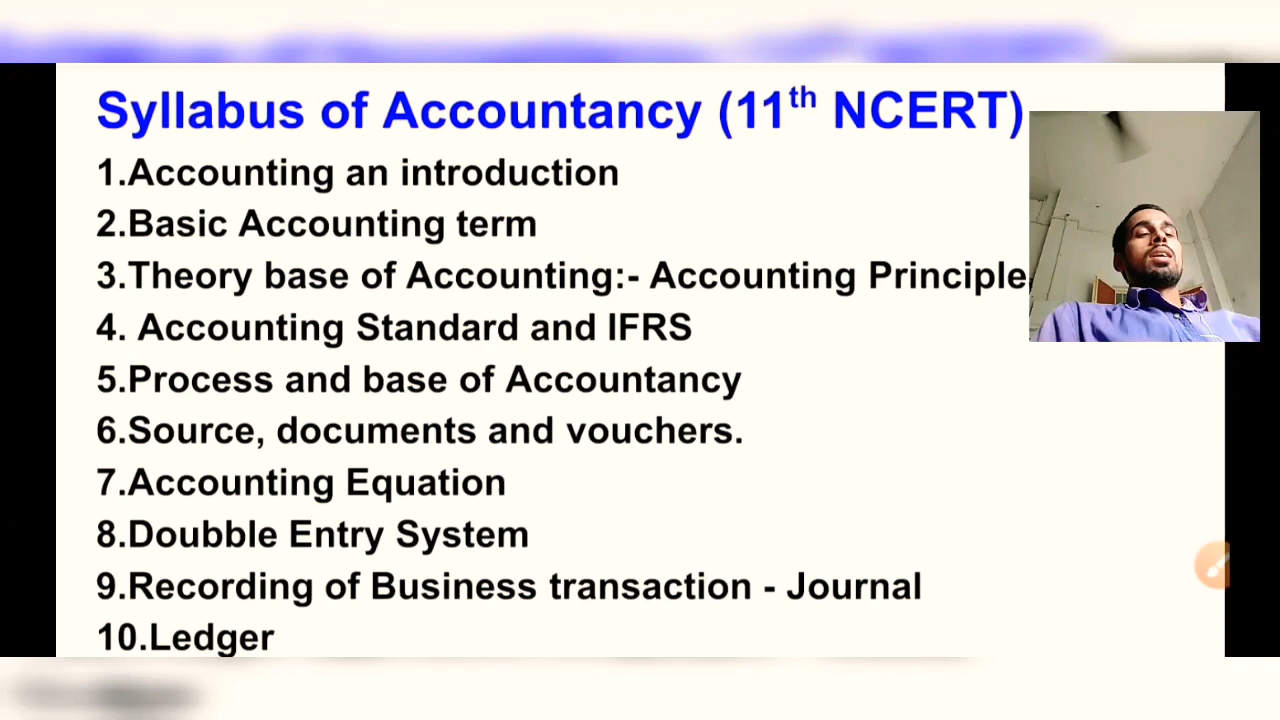 Syllabus of Accountancy (11th NCERT)
1.Accounting an introduction
2.Basic Accounting term
3.Theory base of Accounting:- Accounting Principle
4. Accounting Standard and IFRS
5.Process and base of Accountancy
6.Source, documents and vouchers.
7.Accounting Equation
8.Doubble Entry System
9.Recording of Business transaction - Journal
10.Ledger